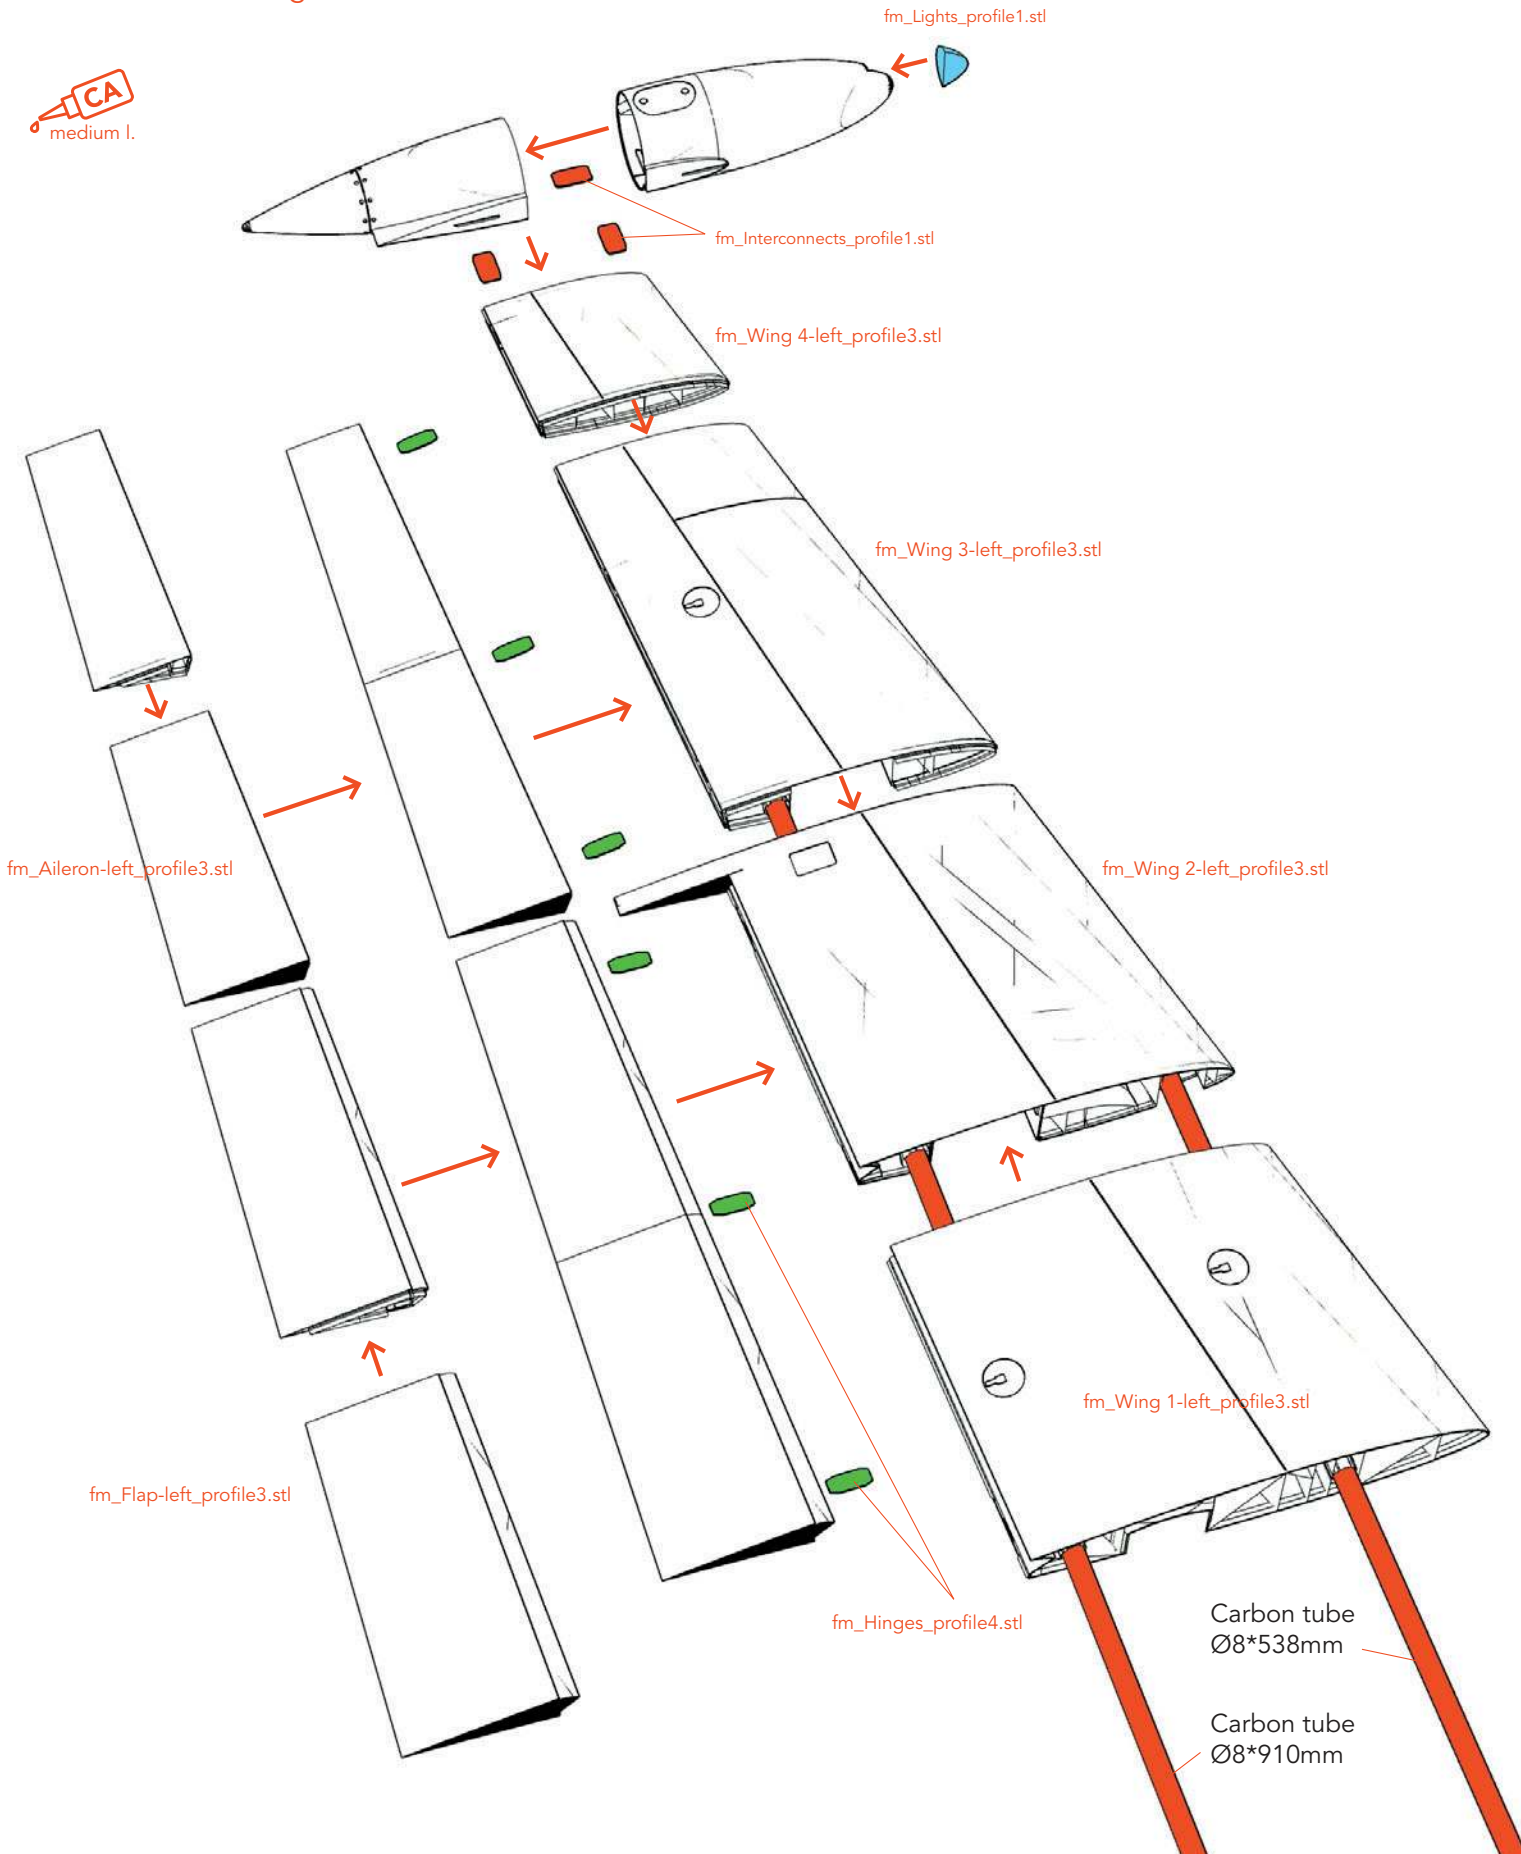 fm_Lights_profile1.stl
CA
medium l.
fm_Interconnects_profile1.stl
fm_Wing 4-left_profile3.stl
fm_Wing 3-left_profile3.stl
fm_Aileron-left_profile3.stl
fm_Wing 2-left_profile3.stl
fm_Wing 1-left_profile3.stl
fm_Flap-left_profile3.stl
fm_Hinges_profile4.stl
Carbon tube
Ø8*538mm
Carbon tube
Ø8*910mm